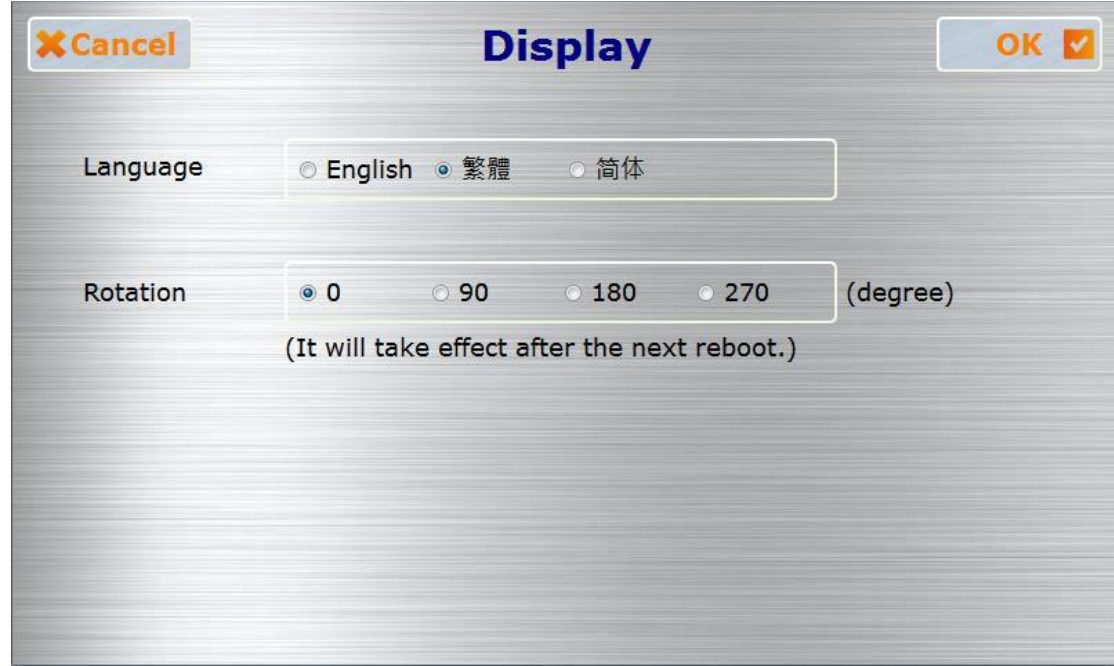 Cancel Display OK
Language English 繁體 简体
Rotation 0 90 180 270 (degree)
(It will take effect after the next reboot.)